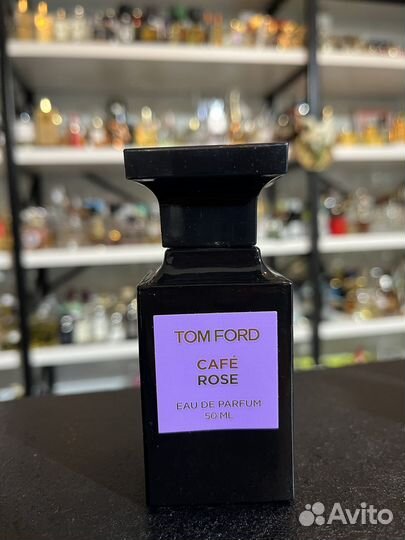 TOM FORD
CAFÉ
ROSE
EAU DE PARFUM
50 ML
Avito